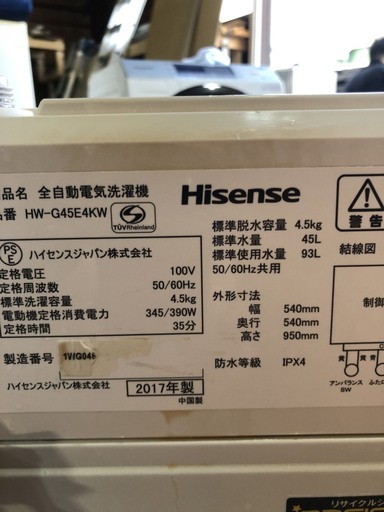 品名 全自動電気洗濯機
品番 HW-G45E4KW
TÜVRheinland
Hisense
PS
E
ハイセンスジャパン株式会社
定格電圧 100V
定格周波数 50/60Hz
標準洗濯容量 4.5kg
電動機定格消費電力 345/390W
定格時間 35分
製造番号 1V/G045
ハイセンスジャパン株式会社
2017年製
中国製
標準脱水容量 4.5kg
標準水量 45L
標準使用水量 93L
50/60Hz共用
外形寸法
幅 540mm
奥行 540mm
高さ 950mm
防水等級 IPX4
警告
結線図
制御
黄 黄 青
アンバランス
SW
ふた
リサイクルシ